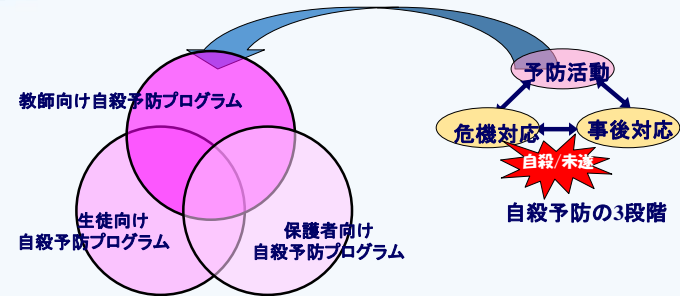 予防活動
教師向け自殺予防プログラム
危機対応
事後対応
自殺/未遂
自殺予防の3段階
生徒向け
自殺予防プログラム
保護者向け
自殺予防プログラム